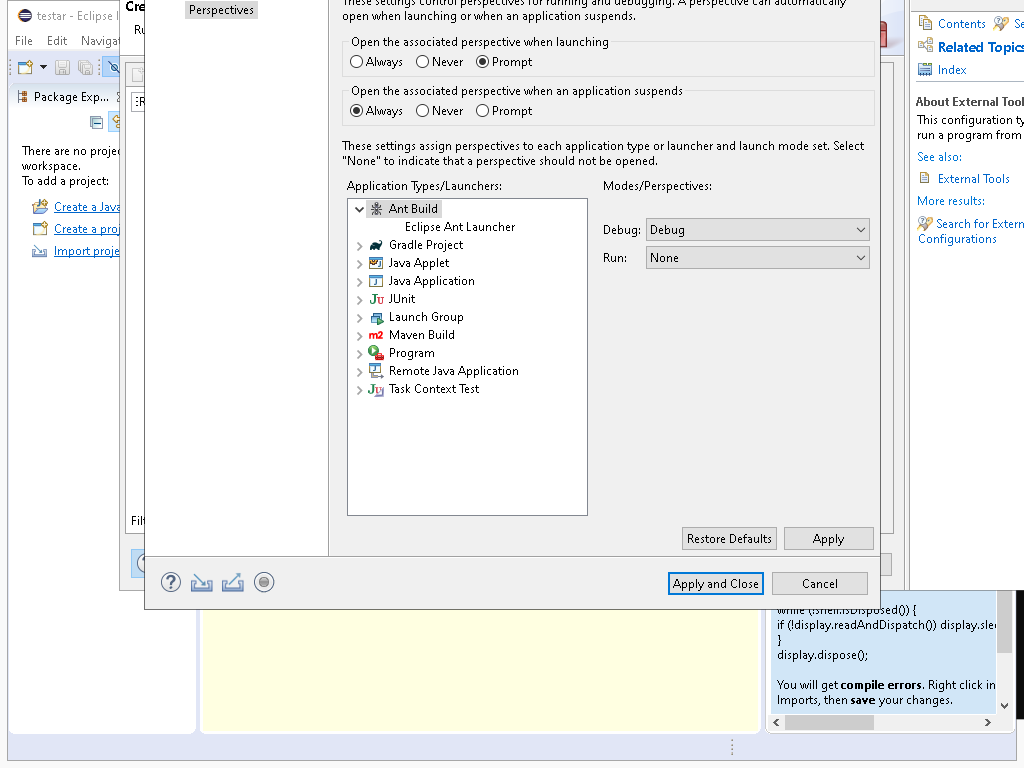 testar - Eclipse I
File Edit Navigat
Package Exp...
There are no proje
workspace.
To add a project:
Create a Java
Create a proj
Import proje
Cre
Ru
Filt
Perspectives
These settings control perspectives for running and debugging. A perspective can automatically
open when launching or when an application suspends.
Open the associated perspective when launching
Always Never Prompt
Open the associated perspective when an application suspends
Always Never Prompt
These settings assign perspectives to each application type or launcher and launch mode set. Select
"None" to indicate that a perspective should not be opened.
Application Types/Launchers:
Ant Build
Eclipse Ant Launcher
Gradle Project
Java Applet
Java Application
JUnit
Launch Group
Maven Build
Program
Remote Java Application
Task Context Test
Modes/Perspectives:
Debug: Debug
Run: None
Restore Defaults Apply
Apply and Close Cancel
Contents Se
Related Topics
Index
About External Tool
This configuration ty
run a program from
See also:
External Tools
More results:
Search for Extern
Configurations
while (!shell.isDisposed()) {
if (!display.readAndDispatch()) display.slee
}
display.dispose();
You will get compile errors. Right click in
Imports, then save your changes.